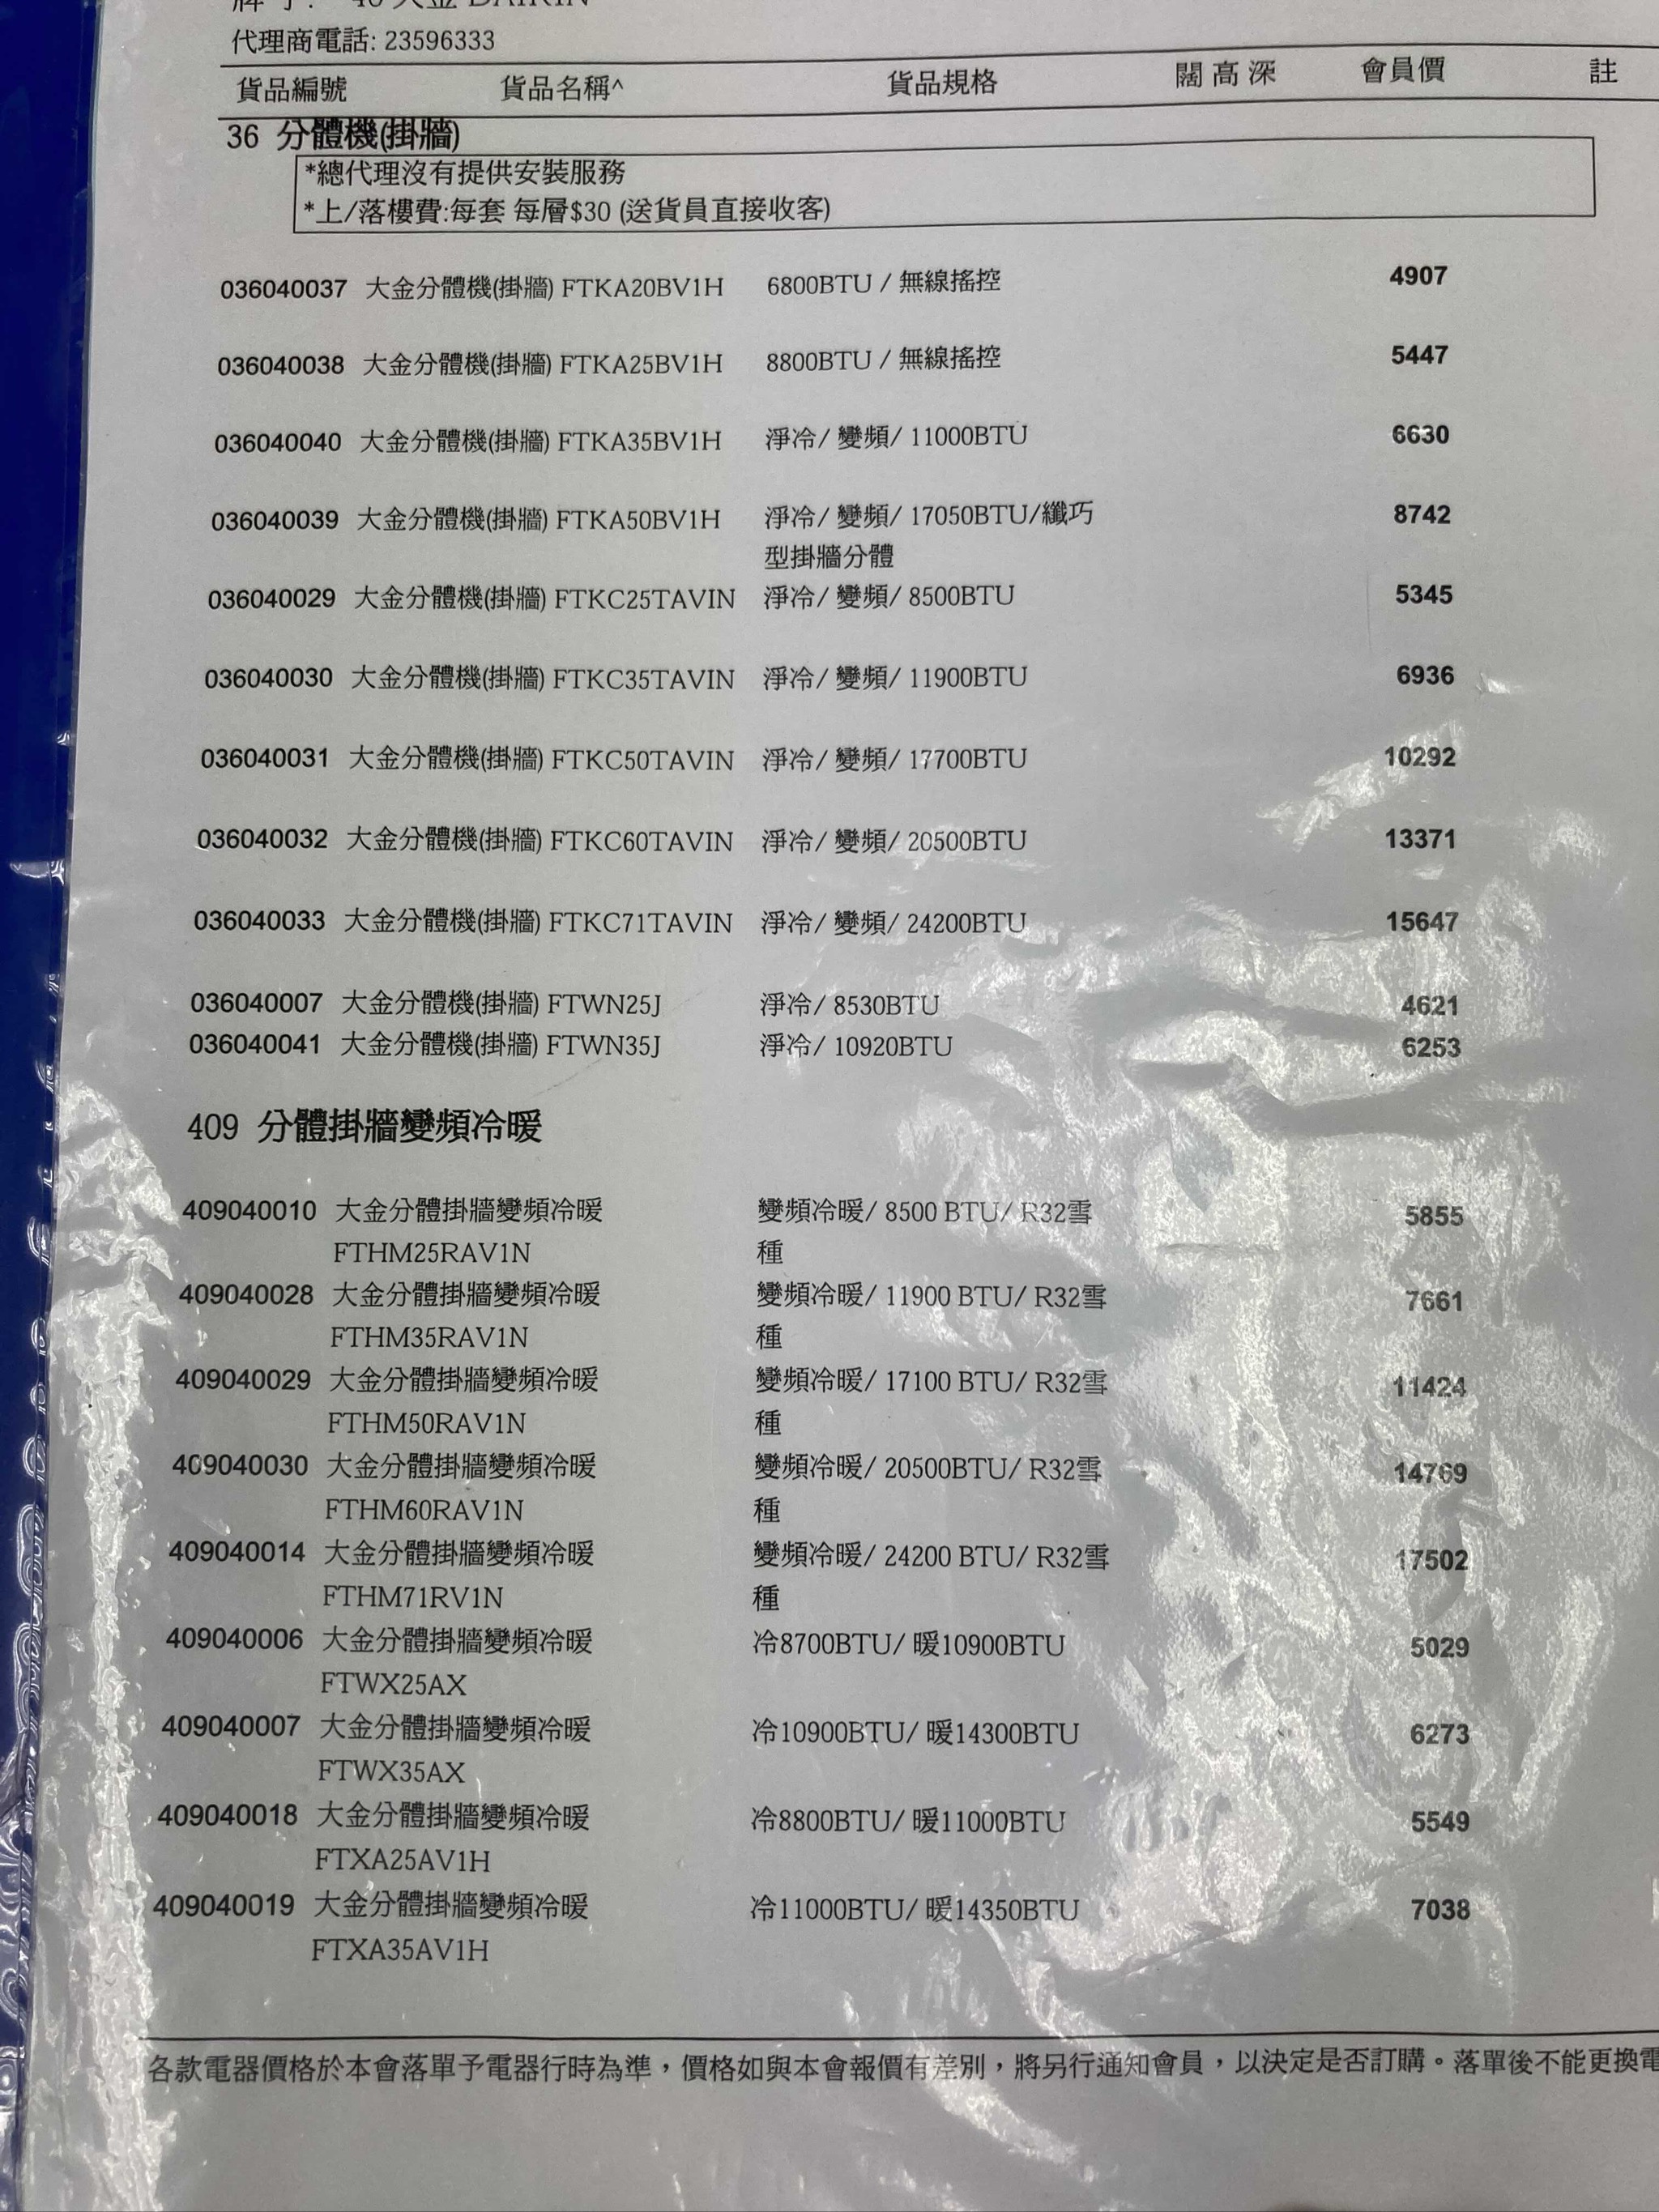 代理商電話: 23596333
貨品編號 貨品名稱^ 貨品規格 闊 高 深 會員價 註
36 分體機(掛牆)
*總代理沒有提供安裝服務
*上/落樓費:每套 每層$30 (送貨員直接收客)
036040037 大金分體機(掛牆) FTKA20BV1H 6800BTU / 無線搖控 4907
036040038 大金分體機(掛牆) FTKA25BV1H 8800BTU / 無線搖控 5447
036040040 大金分體機(掛牆) FTKA35BV1H 淨冷/ 變頻/ 11000BTU 6630
036040039 大金分體機(掛牆) FTKA50BV1H 淨冷/ 變頻/ 17050BTU/纖巧 8742
型掛牆分體
036040029 大金分體機(掛牆) FTKC25TAVIN 淨冷/ 變頻/ 8500BTU 5345
036040030 大金分體機(掛牆) FTKC35TAVIN 淨冷/ 變頻/ 11900BTU 6936
036040031 大金分體機(掛牆) FTKC50TAVIN 淨冷/ 變頻/ 17700BTU 10292
036040032 大金分體機(掛牆) FTKC60TAVIN 淨冷/ 變頻/ 20500BTU 13371
036040033 大金分體機(掛牆) FTKC71TAVIN 淨冷/ 變頻/ 24200BTU 15647
036040007 大金分體機(掛牆) FTWN25J 淨冷/ 8530BTU 4621
036040041 大金分體機(掛牆) FTWN35J 淨冷/ 10920BTU 6253
409 分體掛牆變頻冷暖
409040010 大金分體掛牆變頻冷暖 變頻冷暖/ 8500 BTU/ R32雪 5855
FTHM25RAV1N 種
409040028 大金分體掛牆變頻冷暖 變頻冷暖/ 11900 BTU/ R32雪 7661
FTHM35RAV1N 種
409040029 大金分體掛牆變頻冷暖 變頻冷暖/ 17100 BTU/ R32雪 11424
FTHM50RAV1N 種
409040030 大金分體掛牆變頻冷暖 變頻冷暖/ 20500BTU/ R32雪 14769
FTHM60RAV1N 種
409040014 大金分體掛牆變頻冷暖 變頻冷暖/ 24200 BTU/ R32雪 17502
FTHM71RV1N 種
409040006 大金分體掛牆變頻冷暖 冷8700BTU/ 暖10900BTU 5029
FTWX25AX
409040007 大金分體掛牆變頻冷暖 冷10900BTU/ 暖14300BTU 6273
FTWX35AX
409040018 大金分體掛牆變頻冷暖 冷8800BTU/ 暖11000BTU 5549
FTXA25AV1H
409040019 大金分體掛牆變頻冷暖 冷11000BTU/ 暖14350BTU 7038
FTXA35AV1H
各款電器價格於本會落單予電器行時為準，價格如與本會報價有差別，將另行通知會員，以決定是否訂購。落單後不能更換電